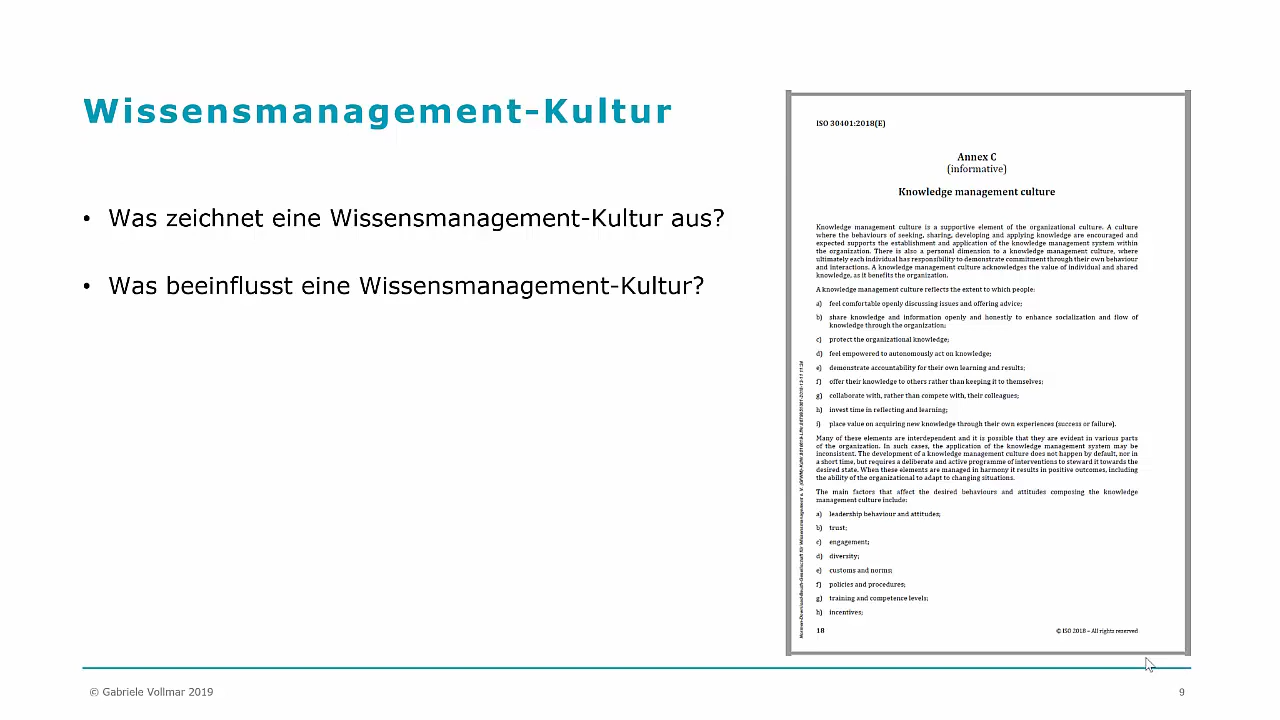 Wissensmanagement-Kultur
• Was zeichnet eine Wissensmanagement-Kultur aus?
• Was beeinflusst eine Wissensmanagement-Kultur?
ISO 30401:2018(E)
Annex C
(informative)
Knowledge management culture
Knowledge management culture is a supportive element of the organizational culture. A culture
where the behaviours of seeking, sharing, developing and applying knowledge are encouraged and
expected supports the establishment and application of the knowledge management system within
the organization. There is also a personal dimension to a knowledge management culture, where
ultimately each individual has responsibility to demonstrate commitment through their own behaviour
and interactions. A knowledge management culture acknowledges the value of individual and shared
knowledge, as it benefits the organization.
A knowledge management culture reflects the extent to which people:
a) feel comfortable openly discussing issues and offering advice;
b) share knowledge and information openly and honestly to enhance socialization and flow of
knowledge through the organization;
c) protect the organizational knowledge;
d) feel empowered to autonomously act on knowledge;
e) demonstrate accountability for their own learning and results;
f) offer their knowledge to others rather than keeping it to themselves;
g) collaborate with, rather than compete with, their colleagues;
h) invest time in reflecting and learning;
i) place value on acquiring new knowledge through their own experiences (success or failure).
Many of these elements are interdependent and it is possible that they are evident in various parts
of the organization. In such cases, the application of the knowledge management system may be
inconsistent. The development of a knowledge management culture does not happen by default, nor in
a short time, but requires a deliberate and active programme of interventions to steward it towards the
desired state. When these elements are managed in harmony it results in positive outcomes, including
the ability of the organizational to adapt to changing situations.
The main factors that affect the desired behaviours and attitudes composing the knowledge
management culture include:
a) leadership behaviour and attitudes;
b) trust;
c) engagement;
d) diversity;
e) customs and norms;
f) policies and procedures;
g) training and competence levels;
h) incentives;
18
© ISO 2018 – All rights reserved
© Gabriele Vollmar 2019
9